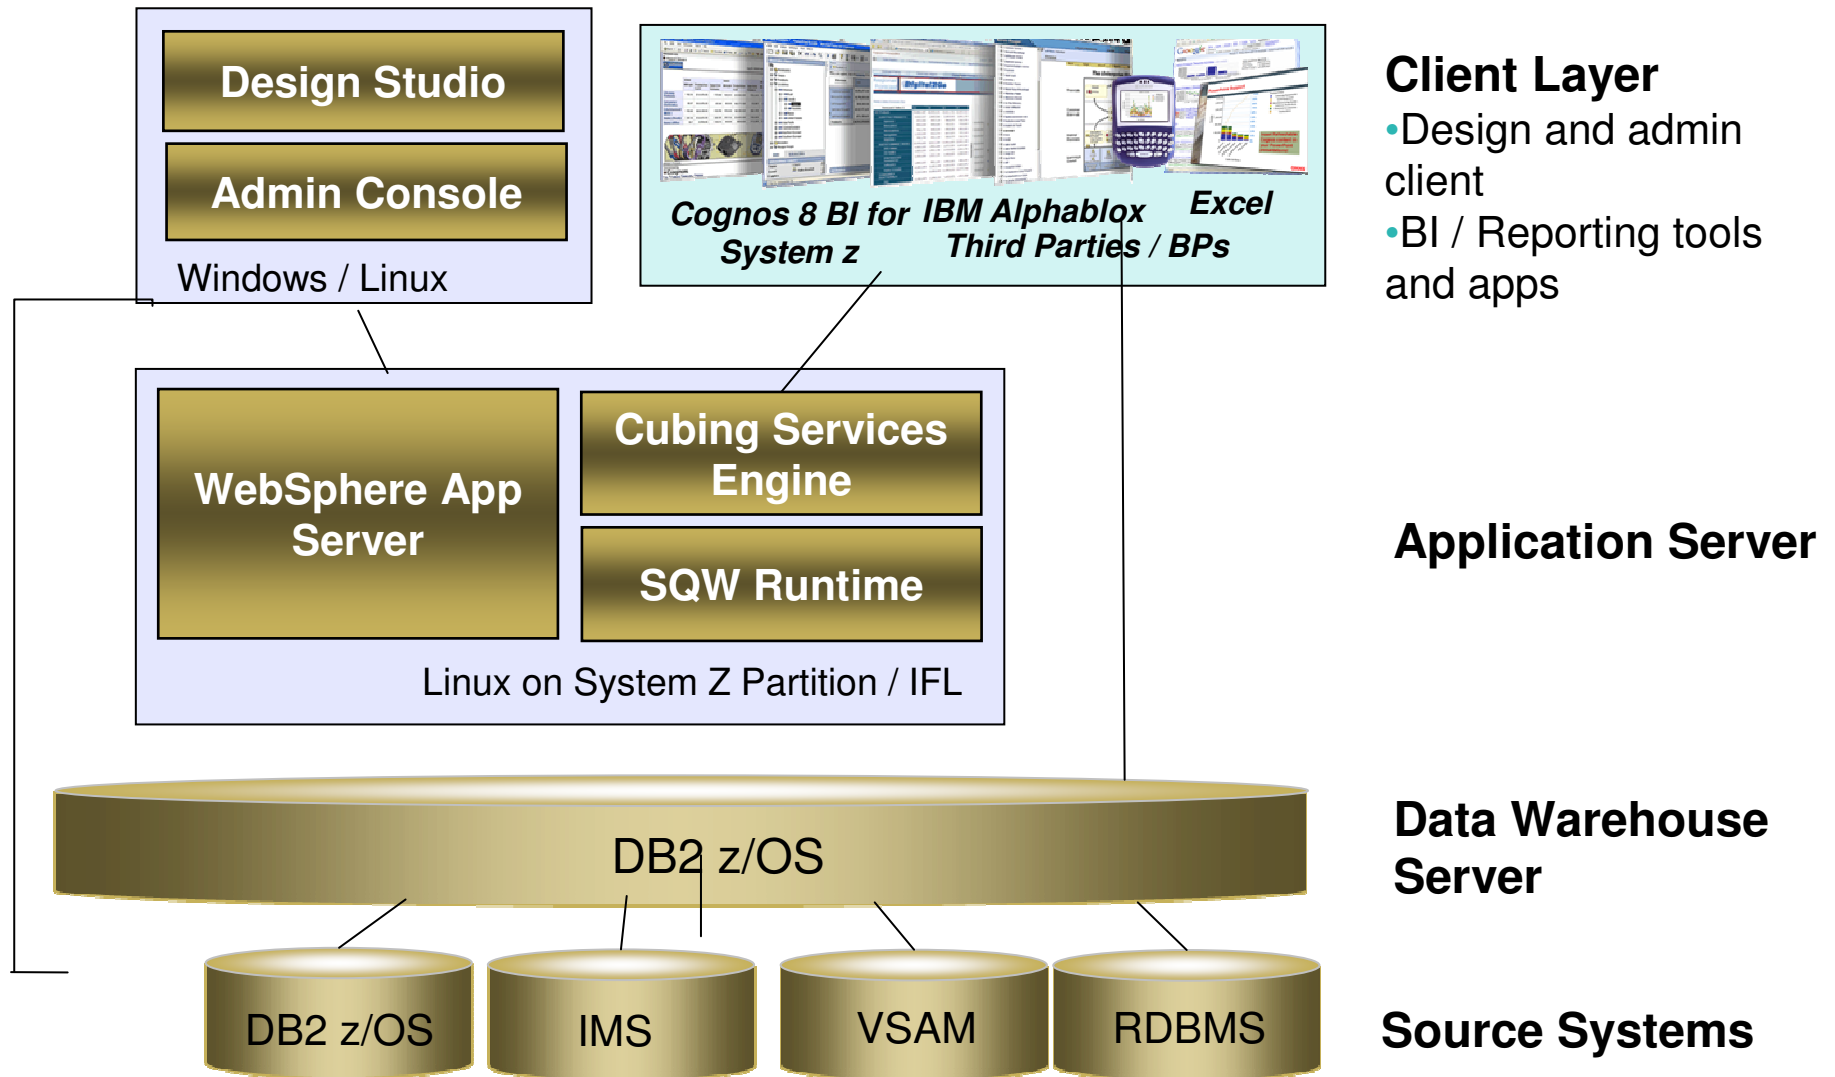 Design Studio
Admin Console
Windows / Linux
Cognos 8 BI for
System z
IBM Alphablox
Third Parties / BPs
Excel
Client Layer
•Design and admin
client
•BI / Reporting tools
and apps
WebSphere App
Server
Cubing Services
Engine
SQW Runtime
Linux on System Z Partition / IFL
Application Server
DB2 z/OS
Data Warehouse
Server
DB2 z/OS
IMS
VSAM
RDBMS
Source Systems